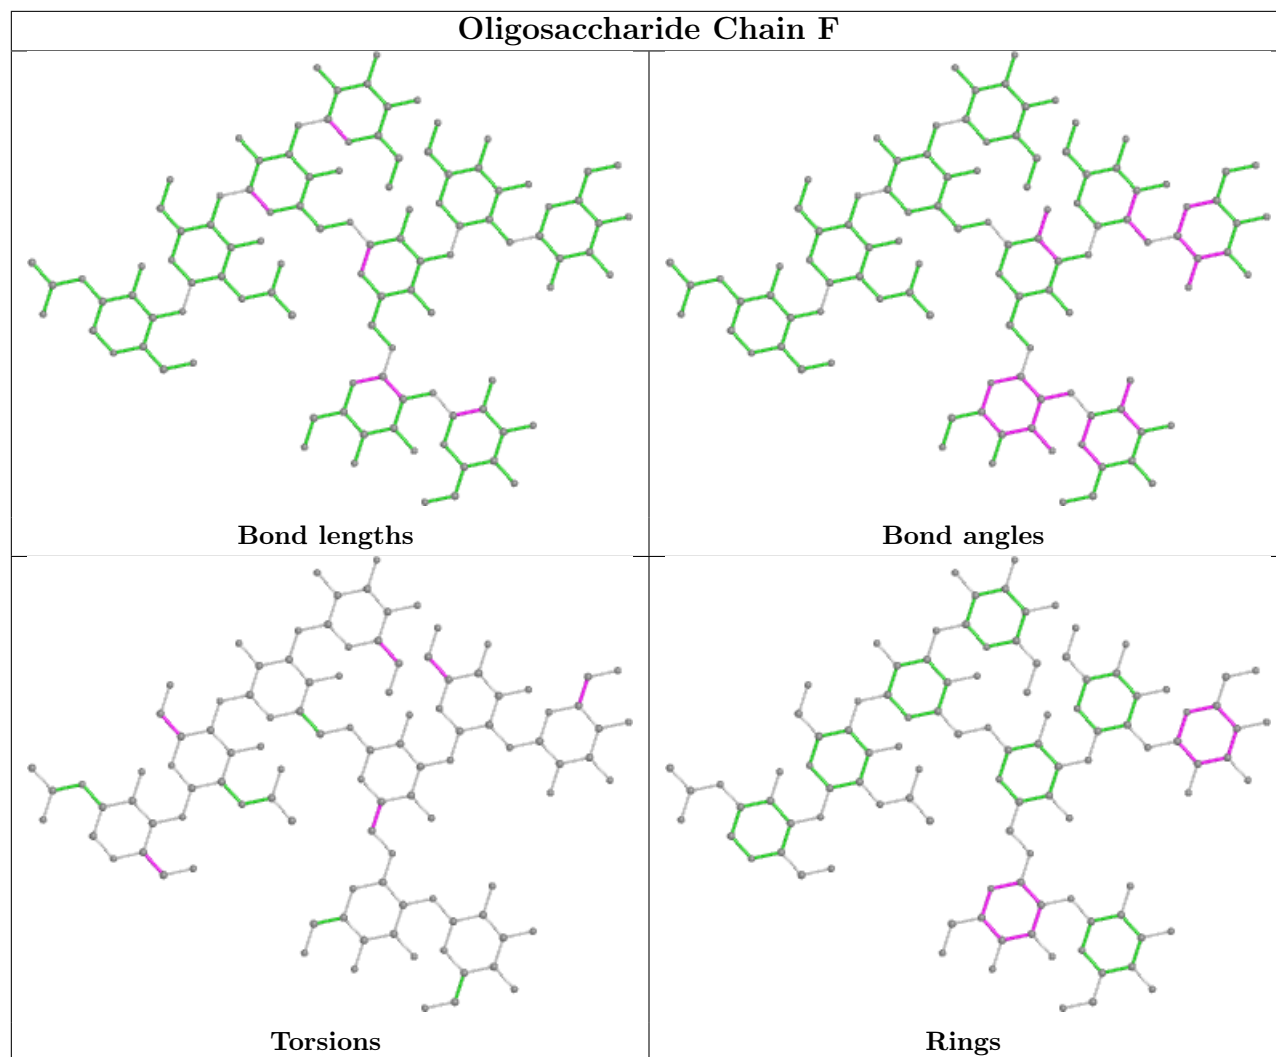 Oligosaccharide Chain F
Bond lengths
Bond angles
Torsions
Rings